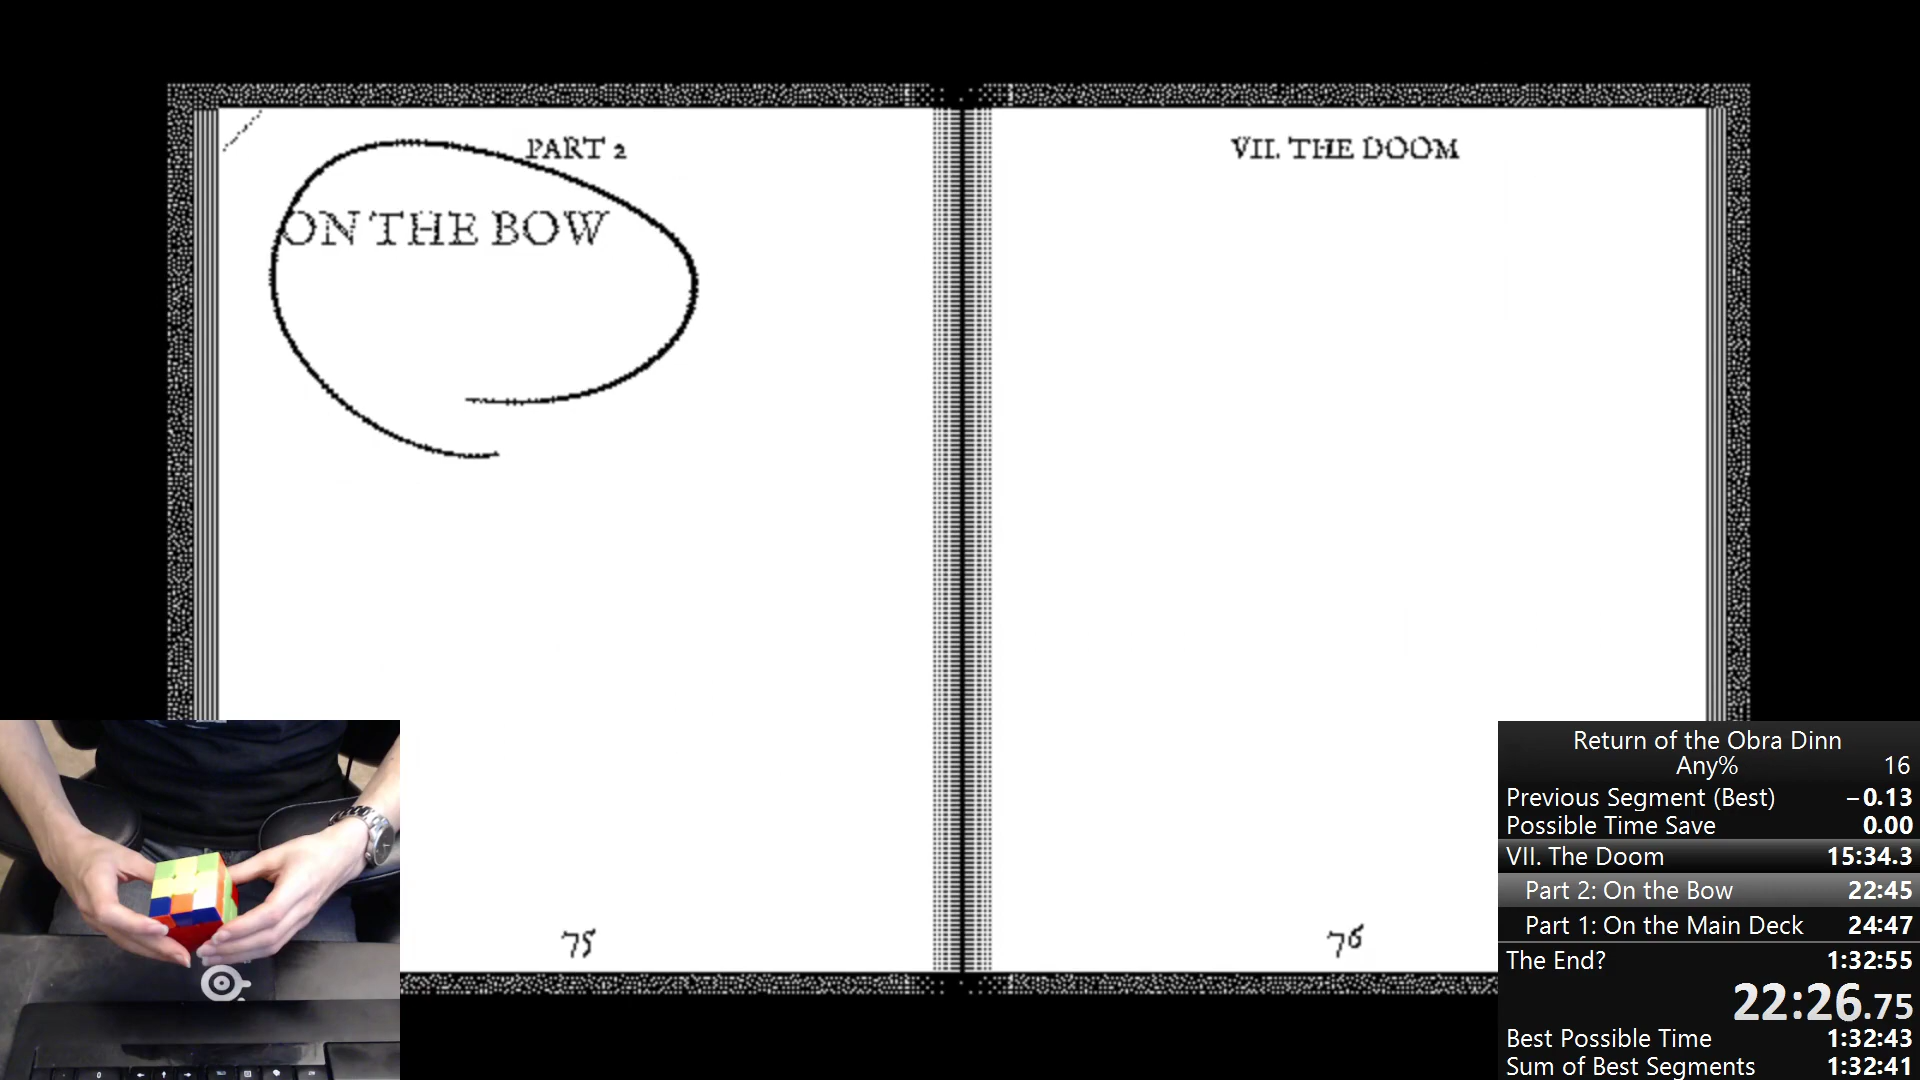 PART 2
ON THE BOW
VII. THE DOOM
75
76
Return of the Obra Dinn
Any% 16
Previous Segment (Best) −0.13
Possible Time Save 0.00
VII. The Doom 15:34.3
Part 2: On the Bow 22:45
Part 1: On the Main Deck 24:47
The End? 1:32:55
22:26.75
Best Possible Time 1:32:43
Sum of Best Segments 1:32:41